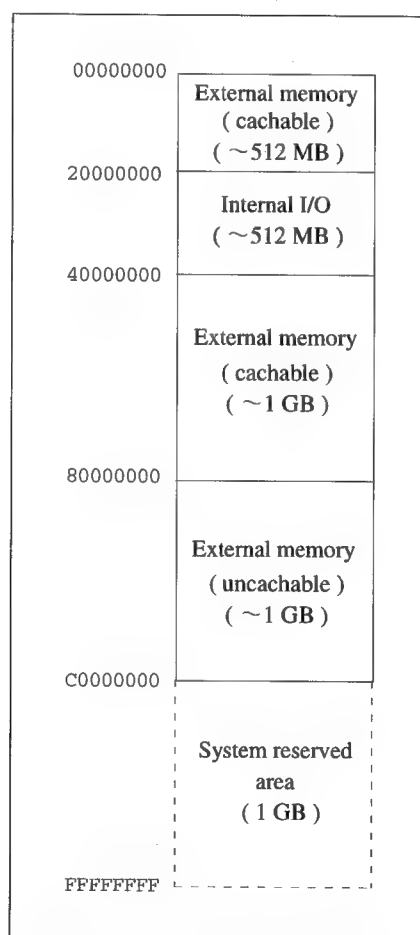 00000000
External memory
( cachable )
( ~512 MB )
20000000
Internal I/O
( ~512 MB )
40000000
External memory
( cachable )
( ~1 GB )
80000000
External memory
( uncachable )
( ~1 GB )
C0000000
System reserved
area
( 1 GB )
FFFFFFFF